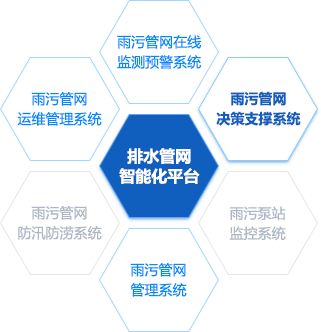 雨污管网在线
监测预警系统
雨污管网
运维管理系统
雨污管网
决策支撑系统
排水管网
智能化平台
雨污管网
防汛防涝系统
雨污泵站
监控系统
雨污管网
管理系统